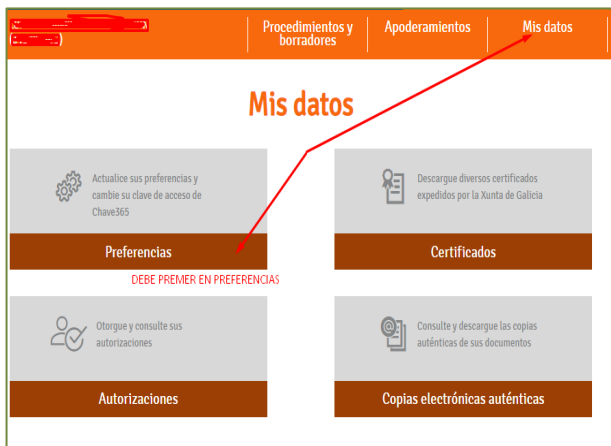 Procedimientos y
borradores
Apoderamientos
Mis datos
Mis datos
Actualice sus preferencias y
cambie su clave de acceso de
Chave365
Preferencias
Descargue diversos certificados
expedidos por la Xunta de Galicia
Certificados
DEBE PREMER EN PREFERENCIAS
Otorgue y consulte sus
autorizaciones
Autorizaciones
Consulte y descargue las copias
auténticas de sus documentos
Copias electrónicas auténticas